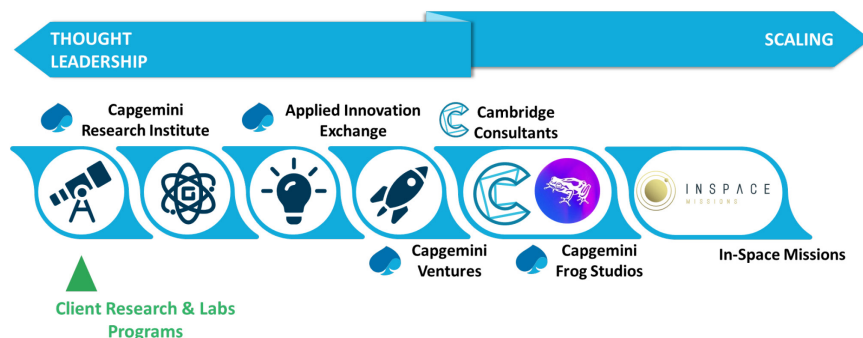 THOUGHT
LEADERSHIP
SCALING
Capgemini
Research Institute
Applied Innovation
Exchange
Cambridge
Consultants
G
INSPACE
MISSIONS
Capgemini
Ventures
Capgemini
Frog Studios
In-Space Missions
Client Research & Labs
Programs